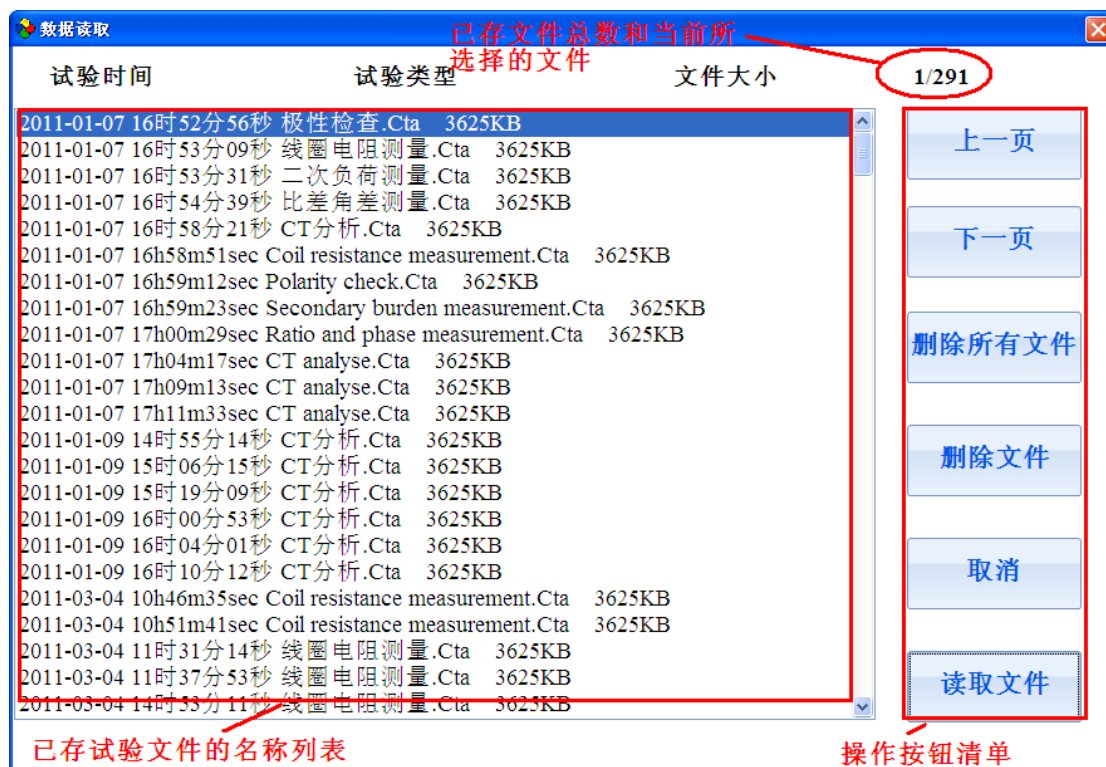 数据读取
已存文件总数和当前所
选择的文件
试验时间 试验类型 文件大小 1/291
2011-01-07 16时52分56秒 极性检查.Cta 3625KB
2011-01-07 16时53分09秒 线圈电阻测量.Cta 3625KB
2011-01-07 16时53分31秒 二次负荷测量.Cta 3625KB
2011-01-07 16时54分39秒 比差角差测量.Cta 3625KB
2011-01-07 16时58分21秒 CT分析.Cta 3625KB
2011-01-07 16h58m51sec Coil resistance measurement.Cta 3625KB
2011-01-07 16h59m12sec Polarity check.Cta 3625KB
2011-01-07 16h59m23sec Secondary burden measurement.Cta 3625KB
2011-01-07 17h00m29sec Ratio and phase measurement.Cta 3625KB
2011-01-07 17h04m17sec CT analyse.Cta 3625KB
2011-01-07 17h09m13sec CT analyse.Cta 3625KB
2011-01-07 17h11m33sec CT analyse.Cta 3625KB
2011-01-09 14时55分14秒 CT分析.Cta 3625KB
2011-01-09 15时06分15秒 CT分析.Cta 3625KB
2011-01-09 15时19分09秒 CT分析.Cta 3625KB
2011-01-09 16时00分53秒 CT分析.Cta 3625KB
2011-01-09 16时04分01秒 CT分析.Cta 3625KB
2011-01-09 16时10分12秒 CT分析.Cta 3625KB
2011-03-04 10h46m35sec Coil resistance measurement.Cta 3625KB
2011-03-04 10h51m41sec Coil resistance measurement.Cta 3625KB
2011-03-04 11时31分14秒 线圈电阻测量.Cta 3625KB
2011-03-04 11时37分53秒 线圈电阻测量.Cta 3625KB
2011-03-04 14时53分11秒 线圈电阻测量.Cta 3625KB
上一页
下一页
删除所有文件
删除文件
取消
读取文件
已存试验文件的名称列表
操作按钮清单